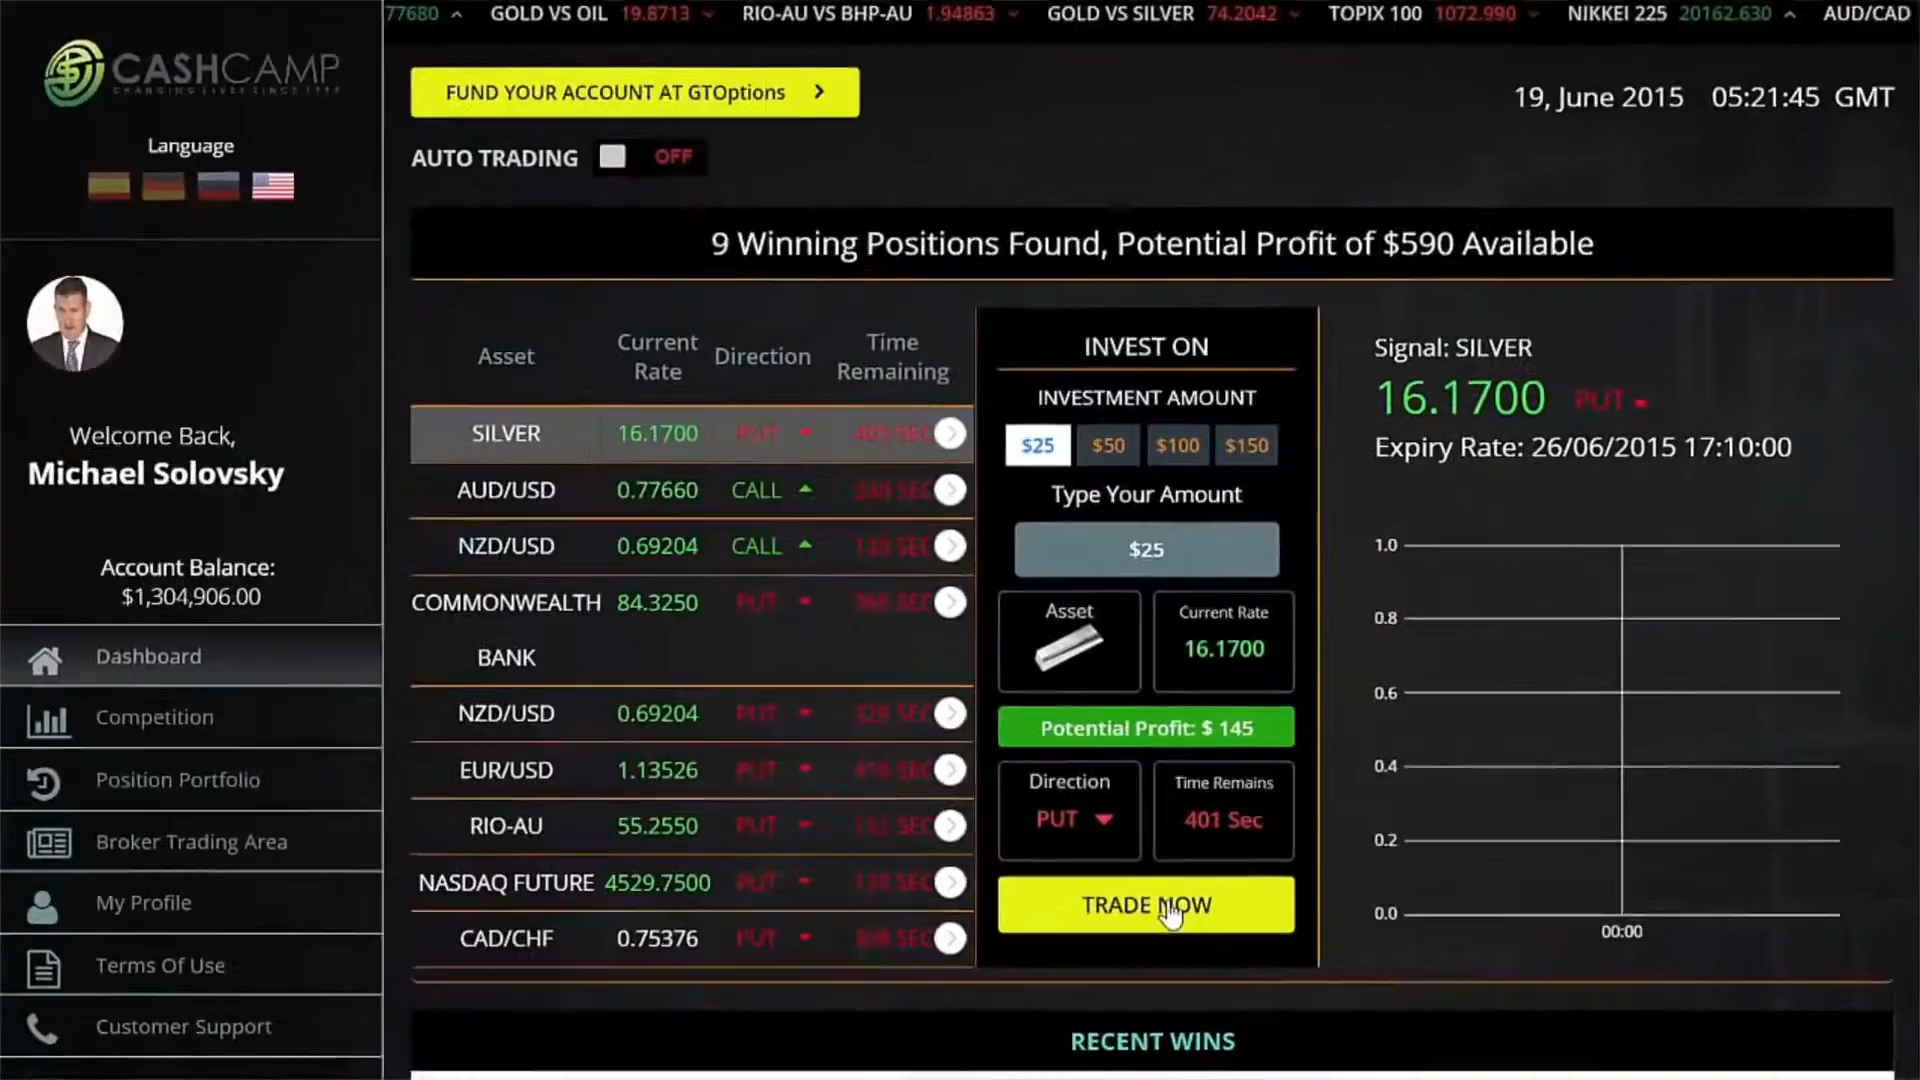 77680 GOLD VS OIL 19.8713 RIO-AU VS BHP-AU 1.94863 GOLD VS SILVER 74.2042 TOPIX 100 1072.990 NIKKEI 225 20162.630 AUD/CAD
CASHCAMP
CHANGING LIVES SINCE
Language
FUND YOUR ACCOUNT AT GTOptions
19, June 2015 05:21:45 GMT
AUTO TRADING OFF
9 Winning Positions Found, Potential Profit of $590 Available
Welcome Back,
Michael Solovsky
Account Balance:
$1,304,906.00
Dashboard
Competition
Position Portfolio
Broker Trading Area
My Profile
Terms Of Use
Customer Support
Asset Current Rate Direction Time Remaining
SILVER 16.1700 PUT
AUD/USD 0.77660 CALL
NZD/USD 0.69204 CALL
COMMONWEALTH BANK 84.3250 PUT
NZD/USD 0.69204 PUT
EUR/USD 1.13526 PUT
RIO-AU 55.2550 PUT
NASDAQ FUTURE 4529.7500 PUT
CAD/CHF 0.75376 PUT
INVEST ON
INVESTMENT AMOUNT
$25 $50 $100 $150
Type Your Amount
$25
Asset
Current Rate
16.1700
Potential Profit: $ 145
Direction
PUT
Time Remains
401 Sec
TRADE NOW
Signal: SILVER
16.1700 PUT
Expiry Rate: 26/06/2015 17:10:00
1.0
0.8
0.6
0.4
0.2
0.0
00:00
RECENT WINS